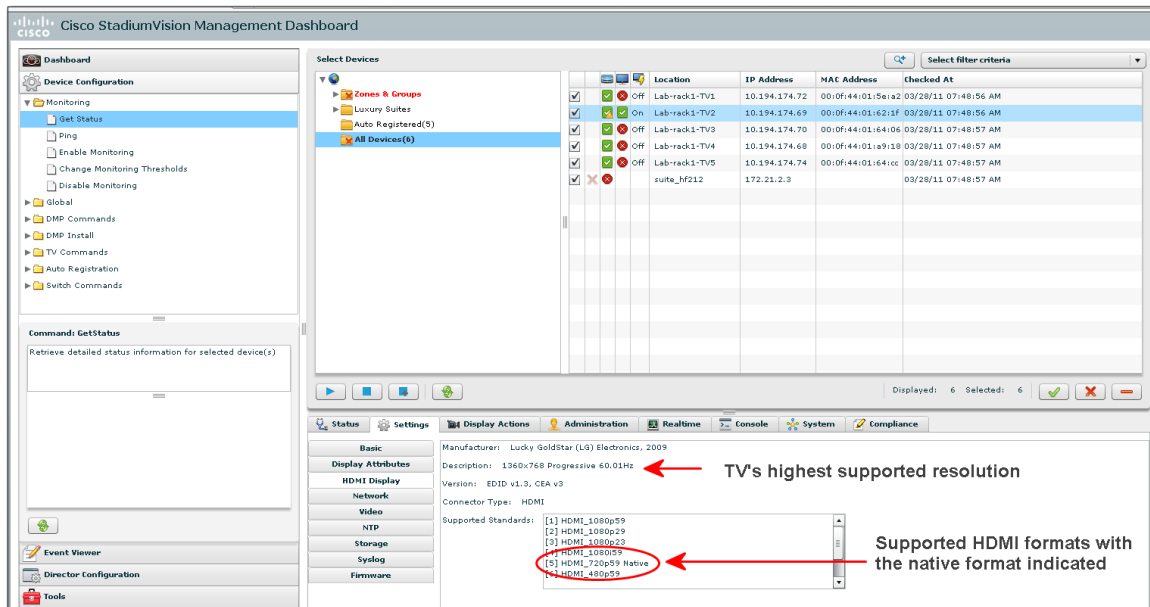 CISCO
Cisco StadiumVision Management Dashboard
Dashboard
Device Configuration
Monitoring
Get Status
Ping
Enable Monitoring
Change Monitoring Thresholds
Disable Monitoring
Global
DMP Commands
DMP Install
TV Commands
Auto Registration
Switch Commands
Command: GetStatus
Retrieve detailed status information for selected device(s)
Event Viewer
Director Configuration
Tools
Select Devices
Select filter criteria
Zones & Groups
Luxury Suites
Auto Registered(5)
All Devices(6)
Location IP Address MAC Address Checked At
Off Lab-rack1-TV1 10.194.174.72 00:0f:44:01:5e:a2 03/28/11 07:48:56 AM
On Lab-rack1-TV2 10.194.174.69 00:0f:44:01:62:1f 03/28/11 07:48:56 AM
Off Lab-rack1-TV3 10.194.174.70 00:0f:44:01:64:06 03/28/11 07:48:57 AM
Off Lab-rack1-TV4 10.194.174.68 00:0f:44:01:a9:18 03/28/11 07:48:57 AM
Off Lab-rack1-TV5 10.194.174.74 00:0f:44:01:64:cc 03/28/11 07:48:57 AM
suite_hf212 172.21.2.3 03/28/11 07:48:57 AM
Displayed: 6 Selected: 6
Status Settings Display Actions Administration Realtime Console System Compliance
Basic
Display Attributes
HDMI Display
Network
Video
NTP
Storage
Syslog
Firmware
Manufacturer: Lucky GoldStar (LG) Electronics, 2009
Description: 1360x768 Progressive 60.01Hz
Version: EDID v1.3, CEA v3
Connector Type: HDMI
Supported Standards:
[1] HDMI_1080p59
[2] HDMI_1080p29
[3] HDMI_1080p23
[4] HDMI_1080i59
[5] HDMI_720p59 Native
[6] HDMI_480p59
TV's highest supported resolution
Supported HDMI formats with
the native format indicated